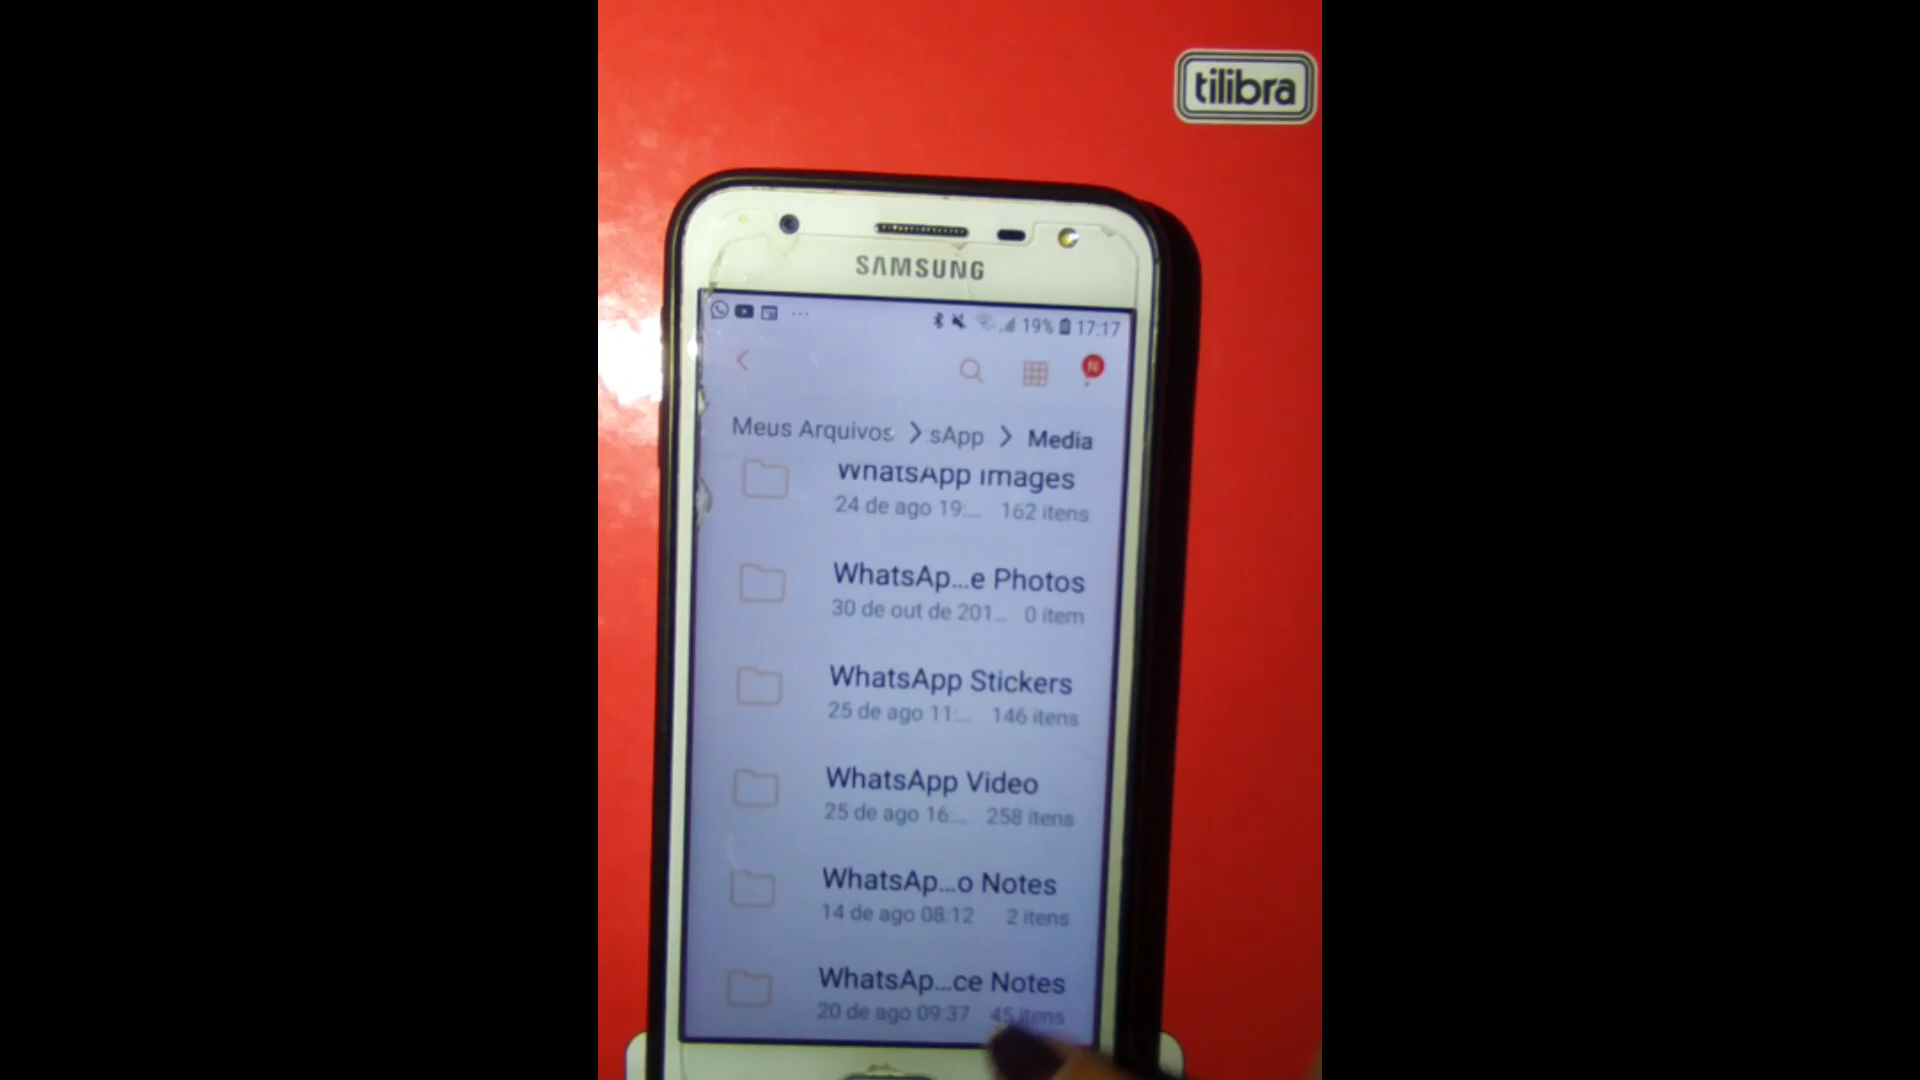 tilibra
SAMSUNG
19% 17:17
N
Meus Arquivos > sApp > Media
WhatsApp Images
24 de ago 19:... 162 itens
WhatsAp...e Photos
30 de out de 201... 0 item
WhatsApp Stickers
25 de ago 11:... 146 itens
WhatsApp Video
25 de ago 16:... 258 itens
WhatsAp...o Notes
14 de ago 08:12 2 itens
WhatsAp...ce Notes
20 de ago 09:37 45 itens